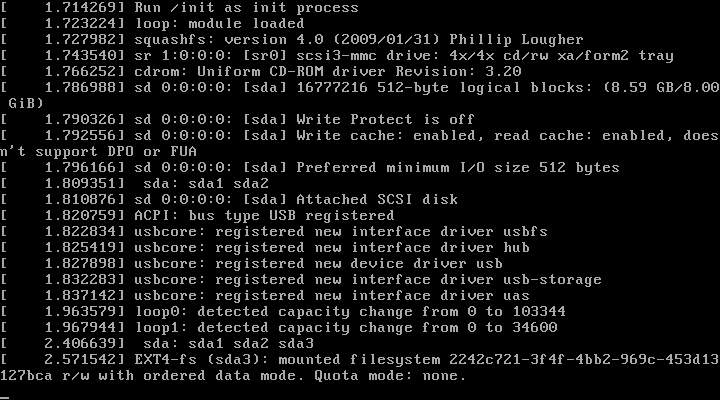 [    1.714269] Run /init as init process
[    1.723224] loop: module loaded
[    1.727982] squashfs: version 4.0 (2009/01/31) Phillip Lougher
[    1.743540] sr 1:0:0:0: [sr0] scsi3-mmc drive: 4x/4x cd/rw xa/form2 tray
[    1.766252] cdrom: Uniform CD-ROM driver Revision: 3.20
[    1.786988] sd 0:0:0:0: [sda] 16777216 512-byte logical blocks: (8.59 GB/8.00
 GiB)
[    1.790326] sd 0:0:0:0: [sda] Write Protect is off
[    1.792556] sd 0:0:0:0: [sda] Write cache: enabled, read cache: enabled, does
n't support DPO or FUA
[    1.796166] sd 0:0:0:0: [sda] Preferred minimum I/O size 512 bytes
[    1.809351]  sda: sda1 sda2
[    1.810876] sd 0:0:0:0: [sda] Attached SCSI disk
[    1.820759] ACPI: bus type USB registered
[    1.822834] usbcore: registered new interface driver usbfs
[    1.825419] usbcore: registered new interface driver hub
[    1.827898] usbcore: registered new device driver usb
[    1.832283] usbcore: registered new interface driver usb-storage
[    1.837142] usbcore: registered new interface driver uas
[    1.963579] loop0: detected capacity change from 0 to 103344
[    1.967944] loop1: detected capacity change from 0 to 34600
[    2.406639]  sda: sda1 sda2 sda3
[    2.571542] EXT4-fs (sda3): mounted filesystem 2242c721-3f4f-4bb2-969c-453d13
127bca r/w with ordered data mode. Quota mode: none.
_